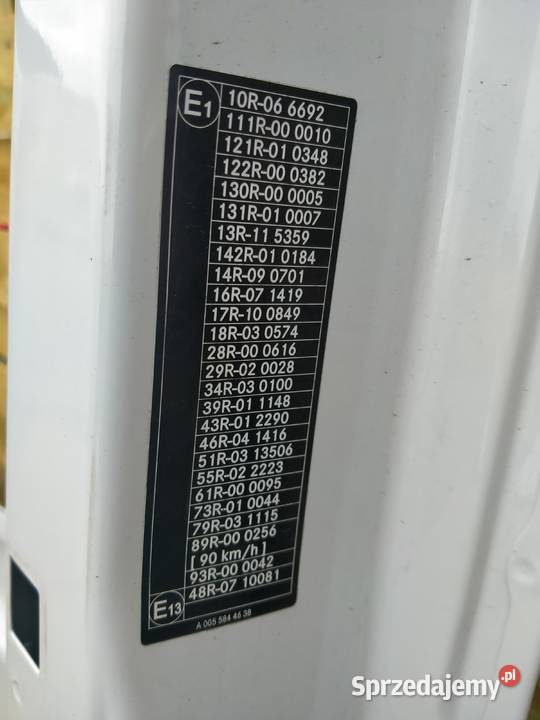 E1
10R-06 6692
111R-00 0010
121R-01 0348
122R-00 0382
130R-00 0005
131R-01 0007
13R-11 5359
142R-01 0184
14R-09 0701
16R-07 1419
17R-10 0849
18R-03 0574
28R-00 0616
29R-02 0028
34R-03 0100
39R-01 1148
43R-01 2290
46R-04 1416
51R-03 13506
55R-02 2223
61R-00 0095
73R-01 0044
79R-03 1115
89R-00 0256
[ 90 km/h ]
93R-00 0042
E13 48R-07 10081
A 005 584 46 38
Sprzedajemy.pl